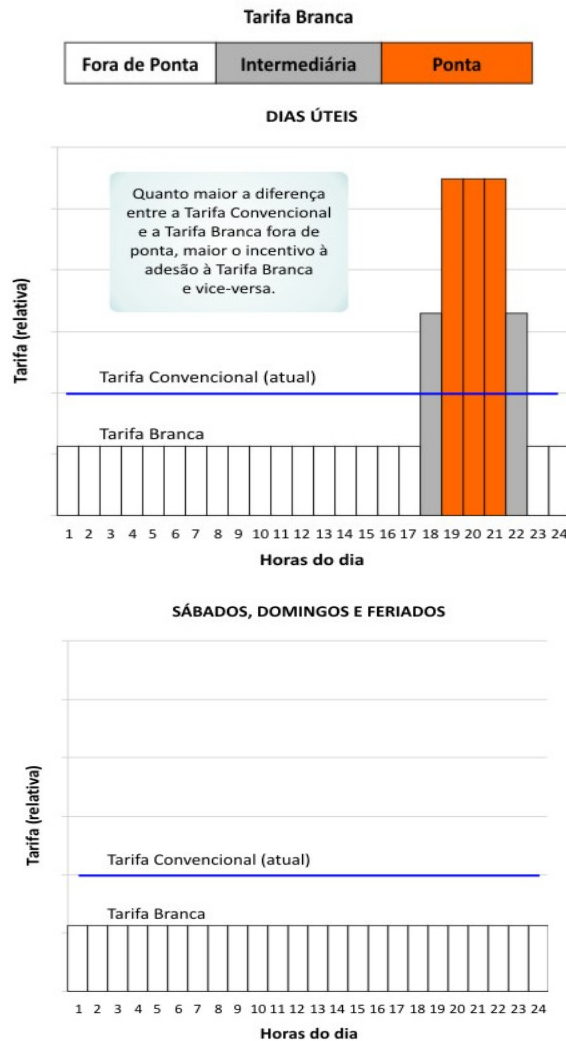 Tarifa Branca
Fora de Ponta Intermediária Ponta
DIAS ÚTEIS
Quanto maior a diferença
entre a Tarifa Convencional
e a Tarifa Branca fora de
ponta, maior o incentivo à
adesão à Tarifa Branca
e vice-versa.
Tarifa (relativa)
Tarifa Convencional (atual)
Tarifa Branca
1 2 3 4 5 6 7 8 9 10 11 12 13 14 15 16 17 18 19 20 21 22 23 24
Horas do dia
SÁBADOS, DOMINGOS E FERIADOS
Tarifa (relativa)
Tarifa Convencional (atual)
Tarifa Branca
1 2 3 4 5 6 7 8 9 10 11 12 13 14 15 16 17 18 19 20 21 22 23 24
Horas do dia